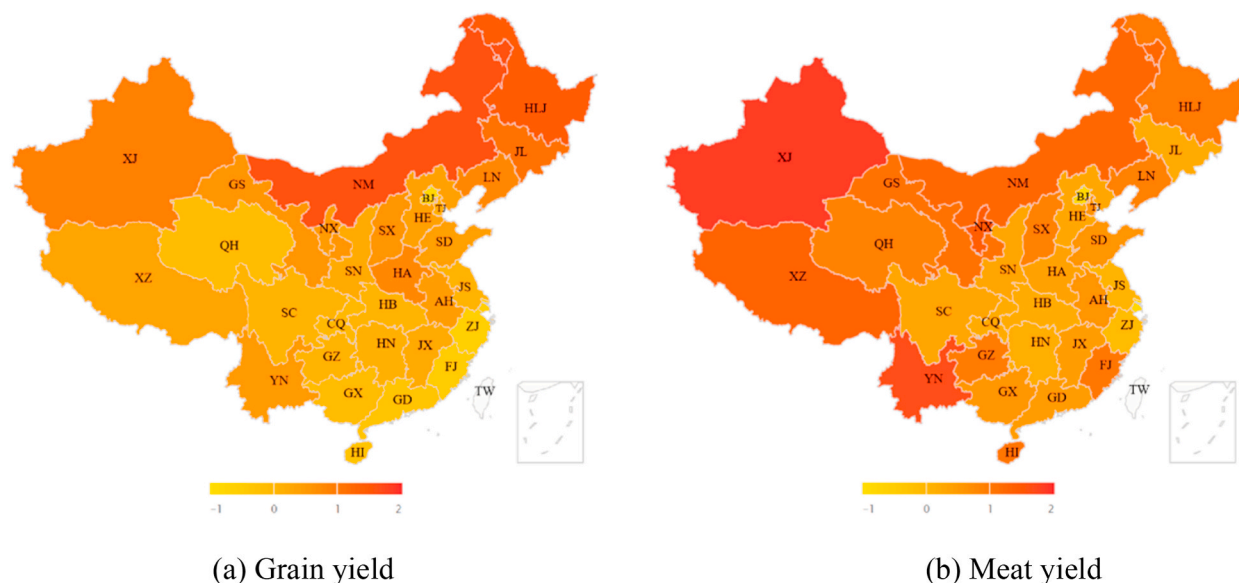 HLJ
XJ
JL
LN
GS
NM
BJ
TJ
HE
NX
SX
SD
QH
SN
HA
XZ
JS
AH
HB
SC
CQ
ZJ
HN
JX
GZ
FJ
YN
GX
GD
TW
HI
-1 0 1 2
(a) Grain yield
HLJ
XJ
JL
LN
GS
NM
BJ
TJ
HE
NX
SX
SD
QH
SN
HA
XZ
JS
AH
HB
SC
CQ
ZJ
HN
JX
GZ
FJ
YN
GX
GD
TW
HI
-1 0 1 2
(b) Meat yield